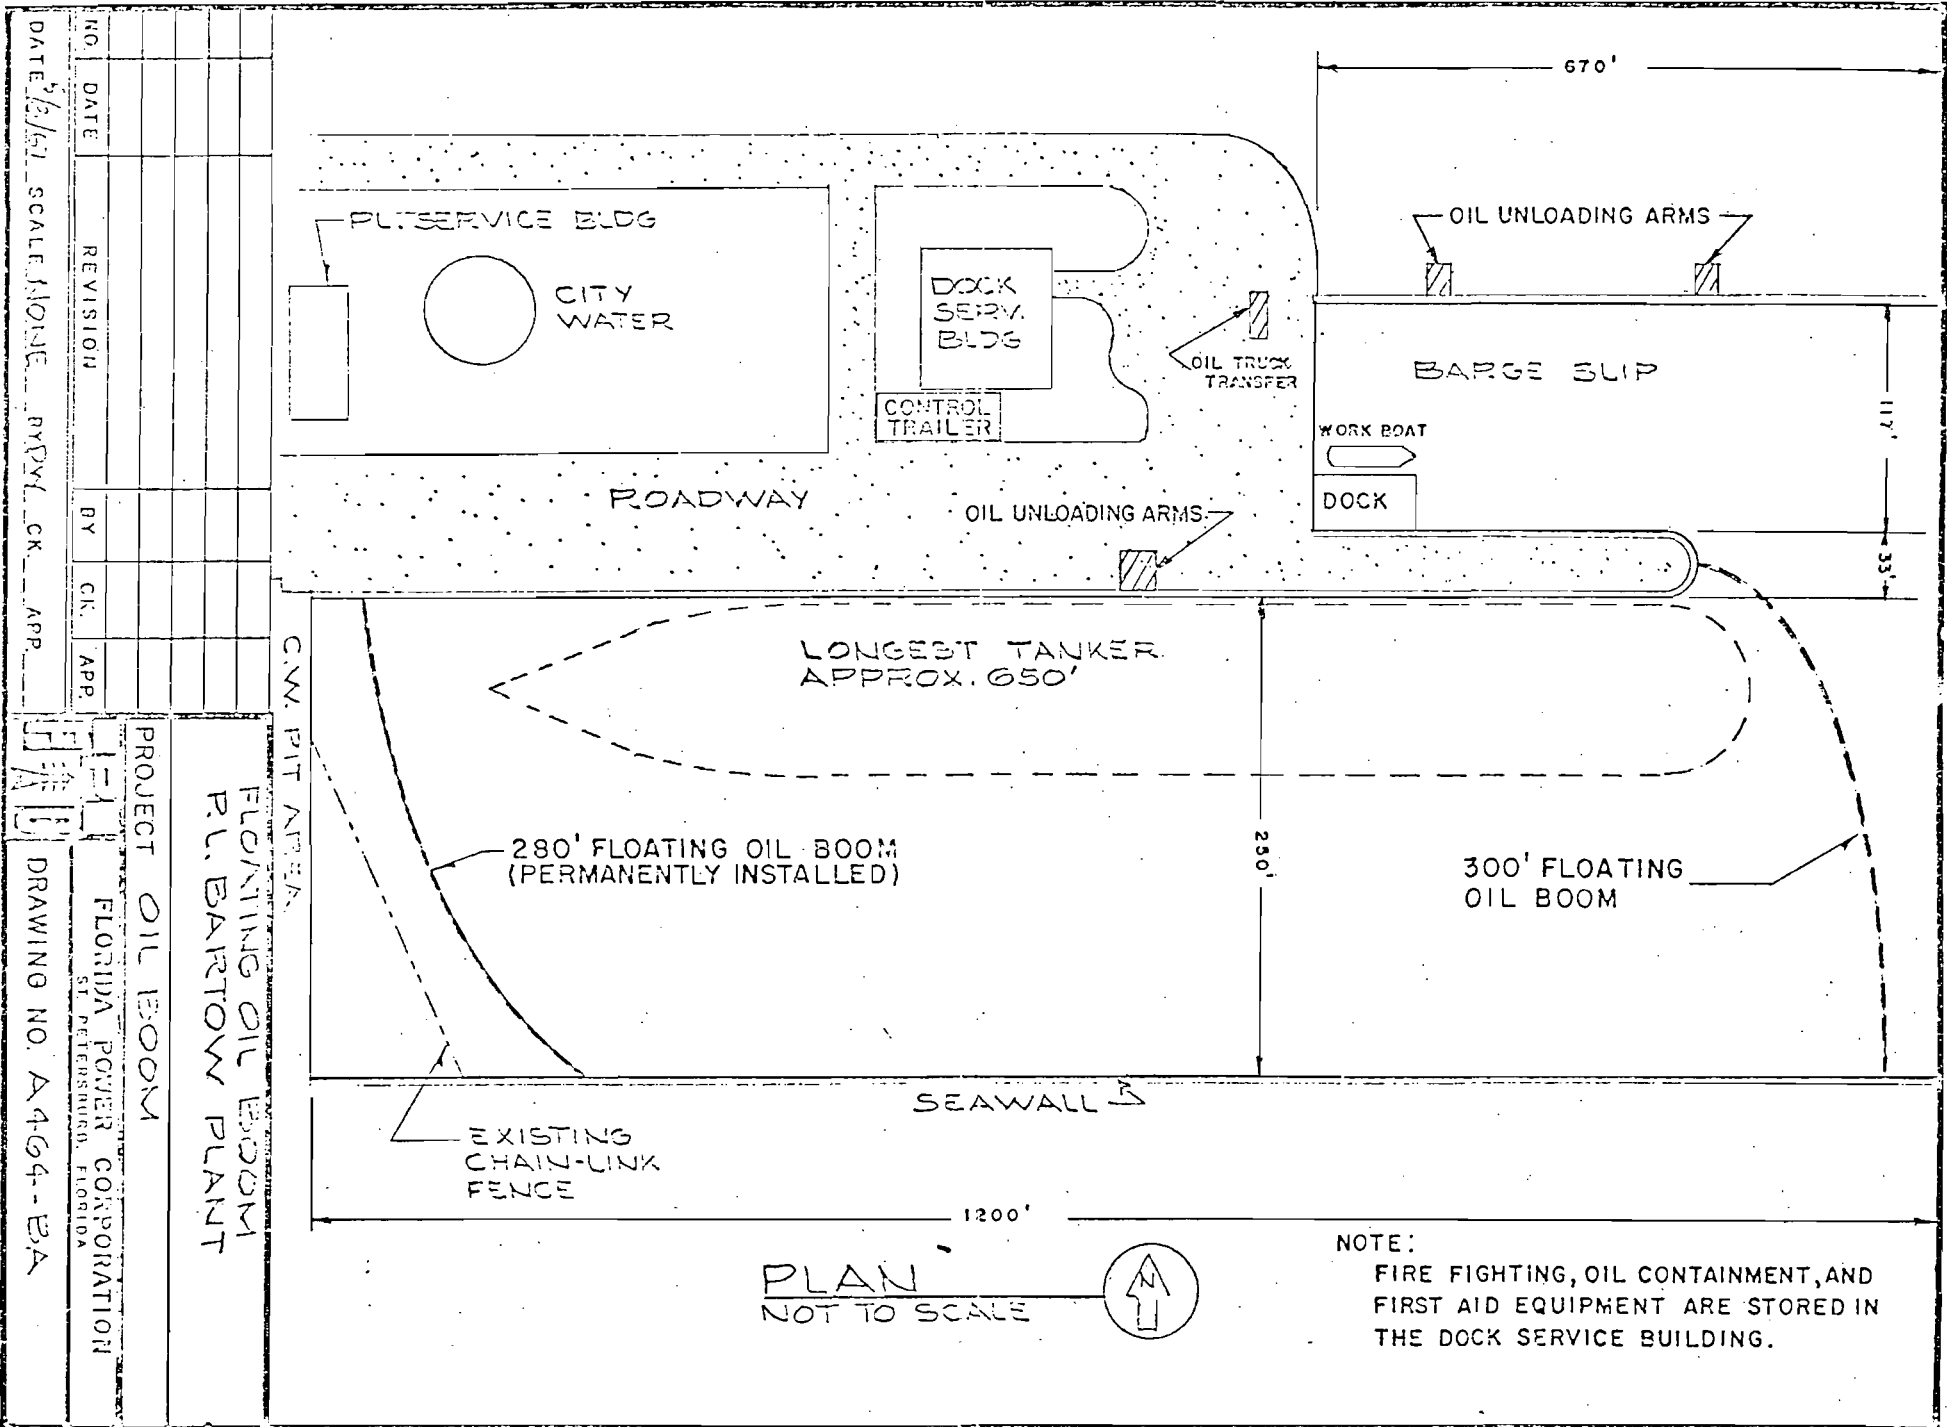 670'
OIL UNLOADING ARMS
PLT. SERVICE BLDG
CITY
WATER
DOCK
SERV.
BLDG
OIL TRUCK
TRANSFER
CONTROL
TRAILER
BARGE SLIP
117'
WORK BOAT
DOCK
ROADWAY
OIL UNLOADING ARMS
33'
LONGEST TANKER
APPROX. 650'
C.W. PIT AREA
280' FLOATING OIL BOOM
(PERMANENTLY INSTALLED)
250'
300' FLOATING
OIL BOOM
SEAWALL
EXISTING
CHAIN-LINK
FENCE
1200'
PLAN
NOT TO SCALE
N
NOTE:
FIRE FIGHTING, OIL CONTAINMENT, AND
FIRST AID EQUIPMENT ARE STORED IN
THE DOCK SERVICE BUILDING.
NO. DATE REVISION BY CK. APP.
DATE SCALE NONE BY CK. APP.
FLOATING OIL BOOM
P.L. BARTOW PLANT
PROJECT OIL BOOM
FLORIDA POWER CORPORATION
ST. PETERSBURG, FLORIDA
DRAWING NO. A464-BA